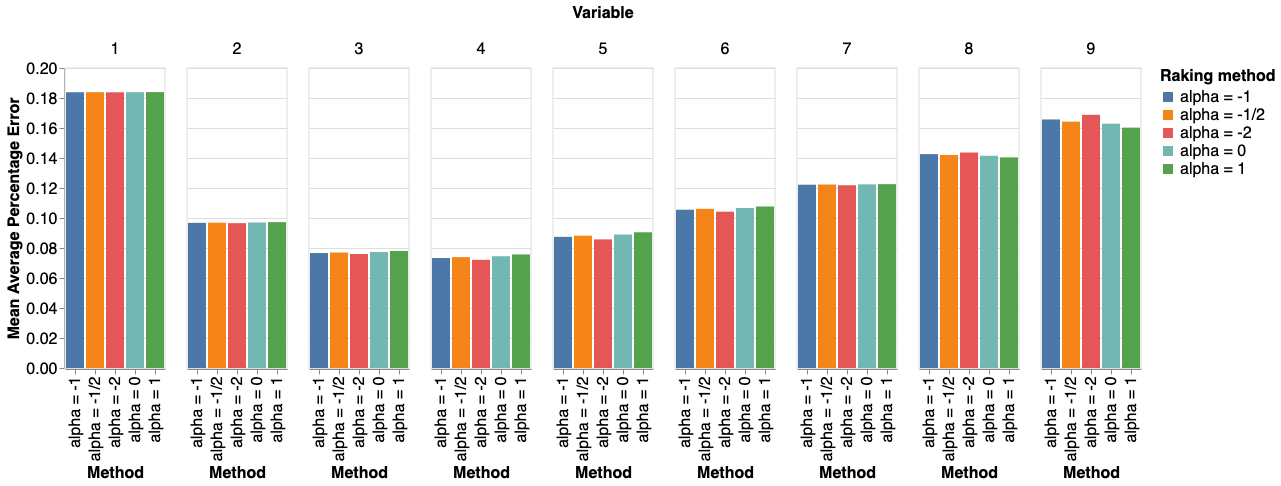 Variable
1 2 3 4 5 6 7 8 9
Mean Average Percentage Error
0.20
0.18
0.16
0.14
0.12
0.10
0.08
0.06
0.04
0.02
0.00
alpha = -1 alpha = -1/2 alpha = -2 alpha = 0 alpha = 1
alpha = -1 alpha = -1/2 alpha = -2 alpha = 0 alpha = 1
alpha = -1 alpha = -1/2 alpha = -2 alpha = 0 alpha = 1
alpha = -1 alpha = -1/2 alpha = -2 alpha = 0 alpha = 1
alpha = -1 alpha = -1/2 alpha = -2 alpha = 0 alpha = 1
alpha = -1 alpha = -1/2 alpha = -2 alpha = 0 alpha = 1
alpha = -1 alpha = -1/2 alpha = -2 alpha = 0 alpha = 1
alpha = -1 alpha = -1/2 alpha = -2 alpha = 0 alpha = 1
alpha = -1 alpha = -1/2 alpha = -2 alpha = 0 alpha = 1
Method Method Method Method Method Method Method Method Method
Raking method
alpha = -1
alpha = -1/2
alpha = -2
alpha = 0
alpha = 1